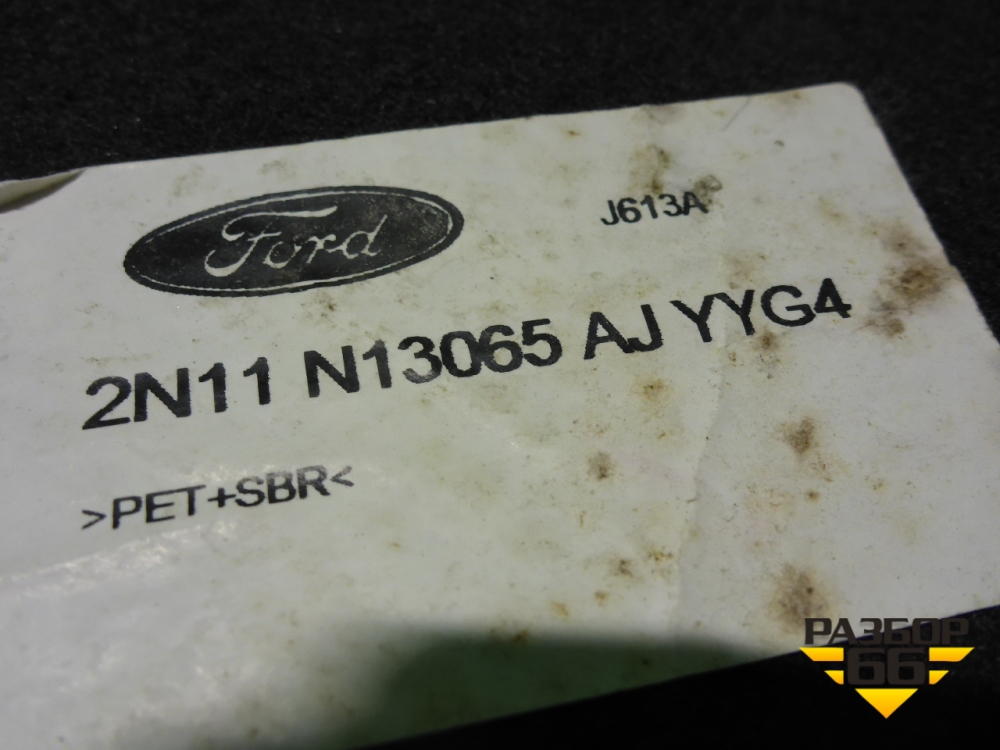 Ford
J613A
2N11 N13065 AJ YYG4
>PET+SBR<
РАЗБОР
66